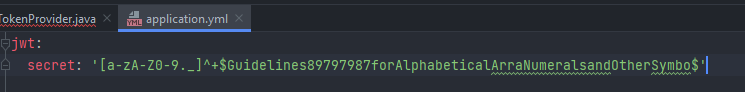 TokenProvider.java
application.yml
jwt:
secret: '[a-zA-Z0-9._]^+$Guidelines89797987forAlphabeticalArraNumeralsandOtherSymbo$'